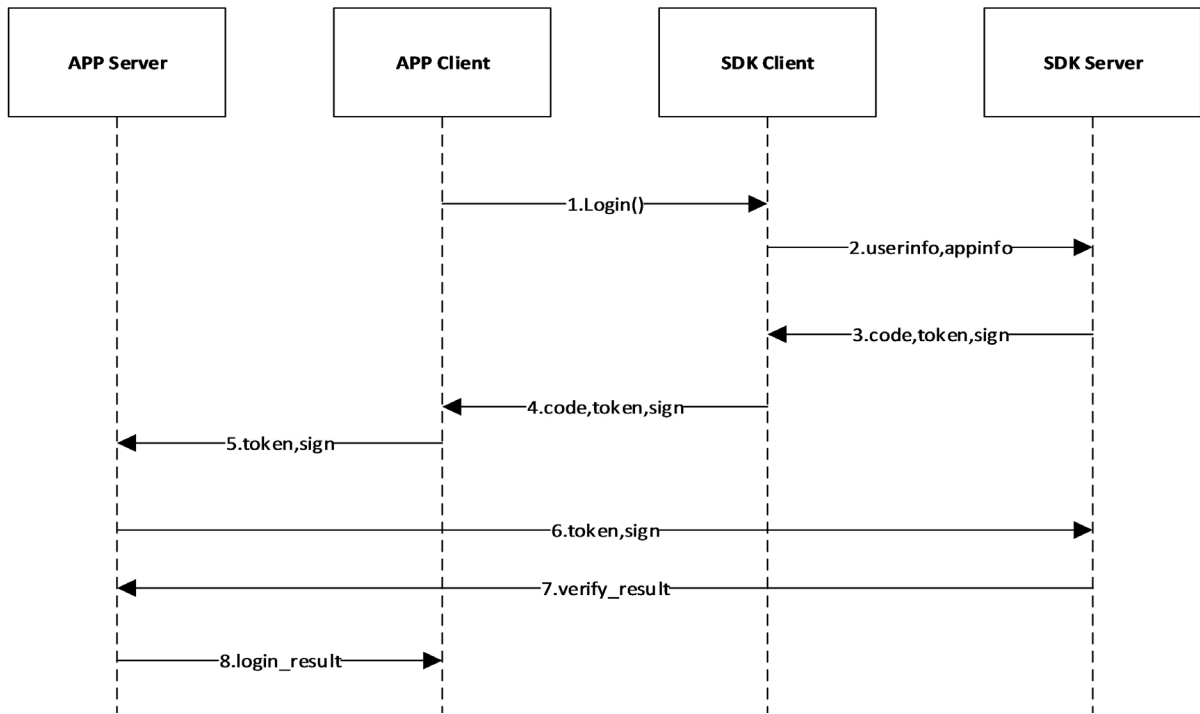 APP Server
APP Client
SDK Client
SDK Server
1.Login()
2.userinfo,appinfo
3.code,token,sign
4.code,token,sign
5.token,sign
6.token,sign
7.verify_result
8.login_result